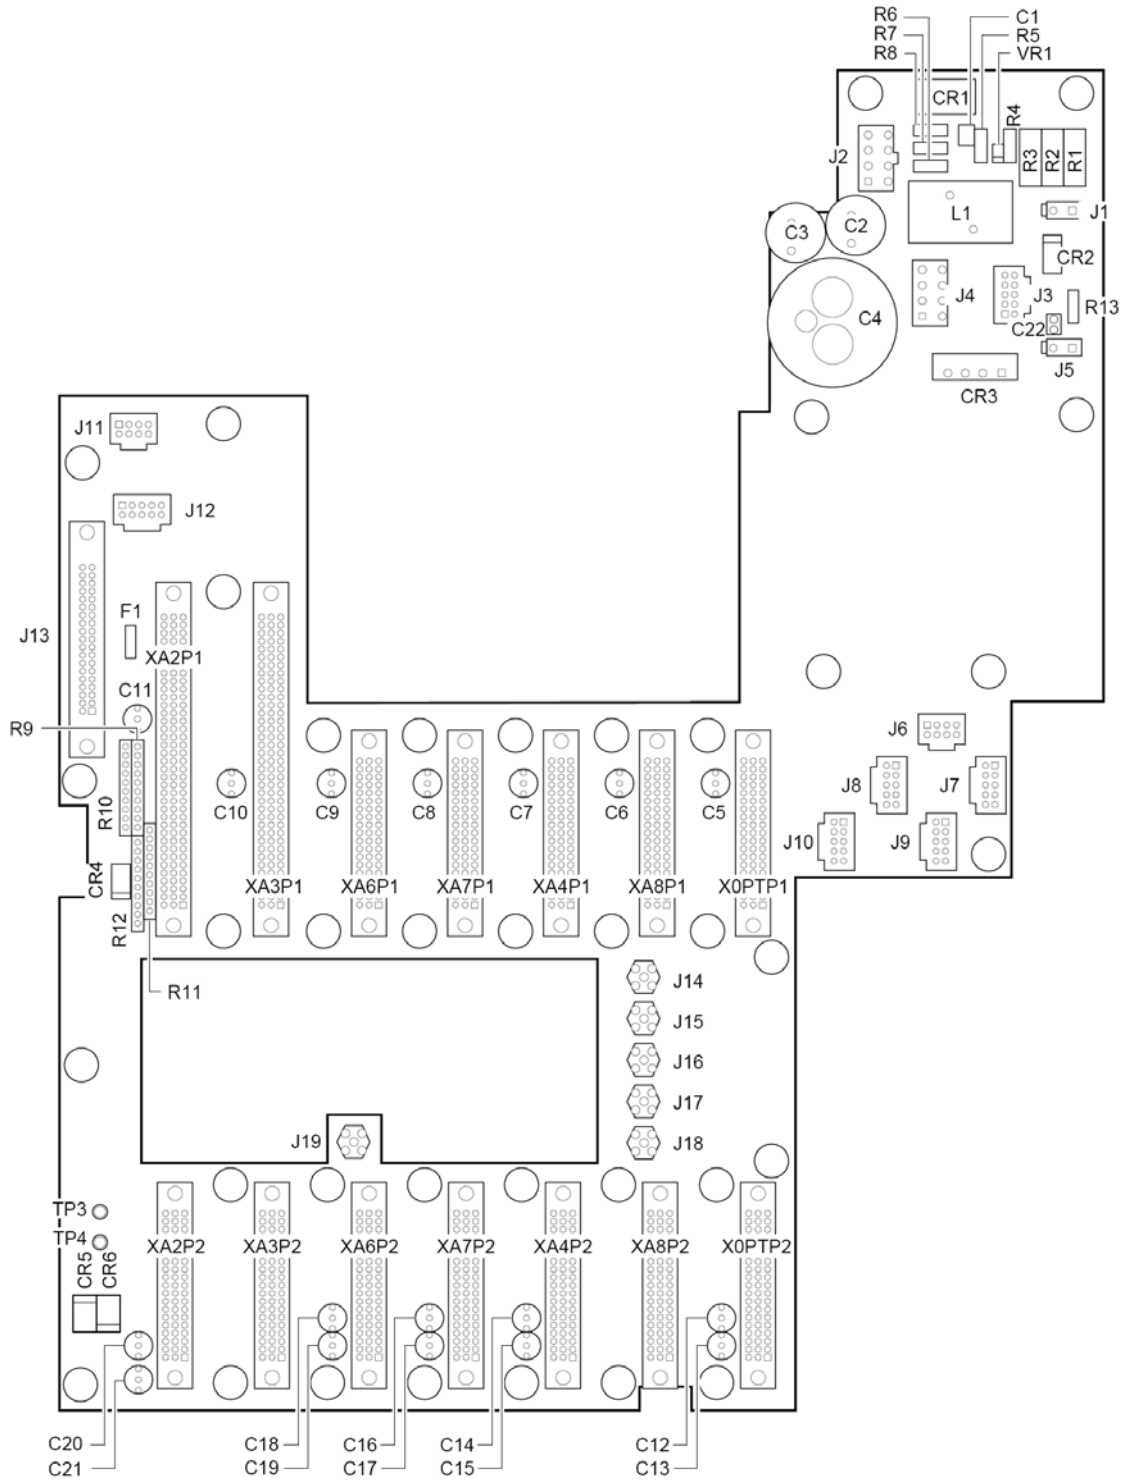 R6
C1
R7
R5
R8
VR1
CR1
R4
J2
R3
R2
R1
L1
J1
C3
C2
CR2
J4
J3
C4
R13
C22
J5
CR3
J11
J12
F1
J13
XA2P1
C11
R9
J6
J8
J7
C10
C9
C8
C7
C6
C5
R10
J10
J9
CR4
XA3P1
XA6P1
XA7P1
XA4P1
XA8P1
X0PTP1
R12
R11
J14
J15
J16
J17
J19
J18
TP3
TP4
XA2P2
XA3P2
XA6P2
XA7P2
XA4P2
XA8P2
X0PTP2
CR5
CR6
C20
C18
C16
C14
C12
C21
C19
C17
C15
C13